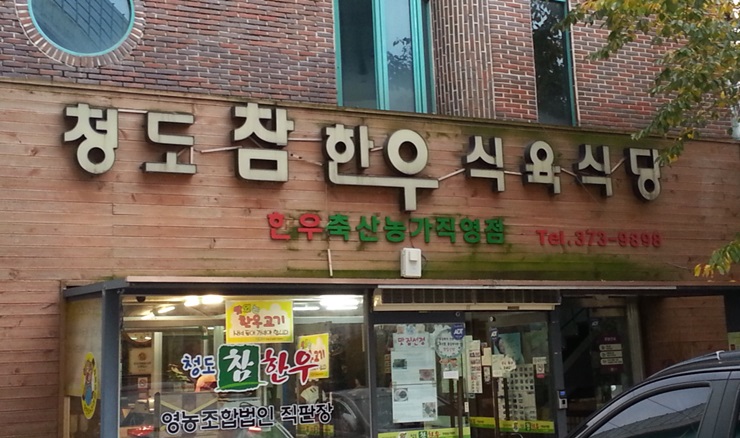 청도참한우식육식당
한우축산농가직영점 Tel.373-9898
한우고기
청도 참한우
영농조합법인 직판장